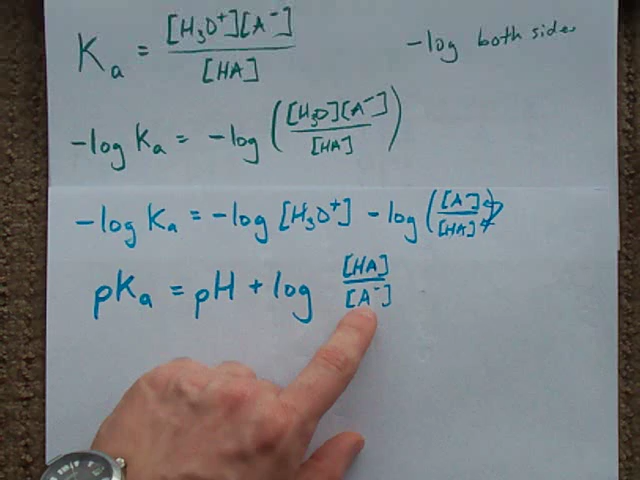 Ka = [H3O+][A-] / [HA]
-log both sides
-log Ka = -log ([H3O][A-] / [HA])
-log Ka = -log [H3O+] - log ([A-] / [HA])
pKa = pH + log [HA] / [A-]